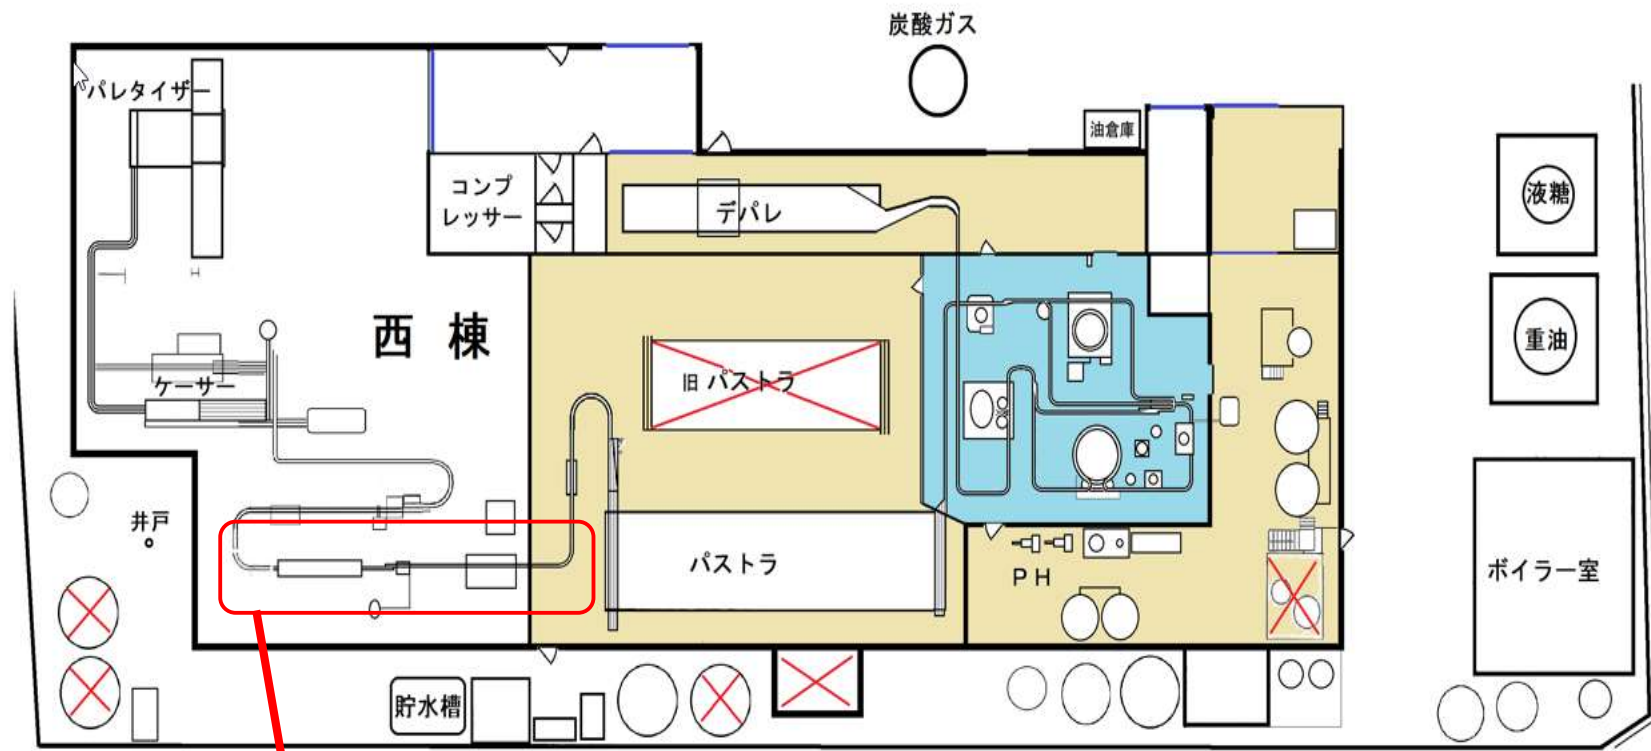 炭酸ガス
パレタイザー
油倉庫
コンプ
レッサー
デパレ
液糖
西 棟
重油
旧 パストラ
ケーサー
井戸
パストラ
PH
ボイラー室
貯水槽